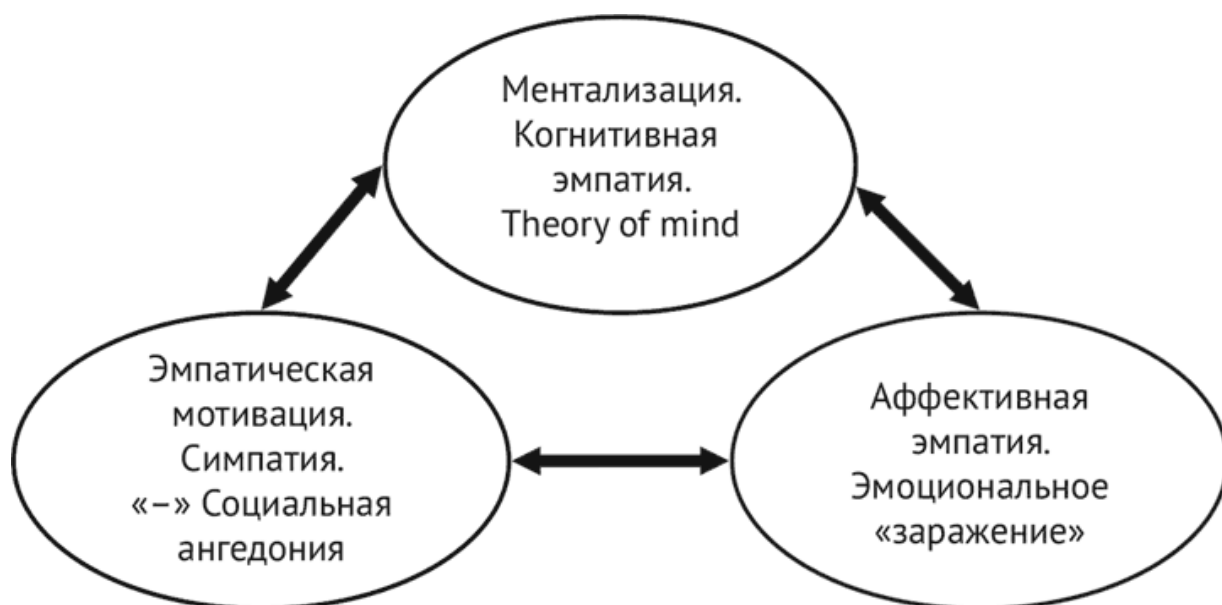 Ментализация.
Когнитивная
эмпатия.
Theory of mind
Эмпатическая
мотивация.
Симпатия.
«–» Социальная
ангедония
Аффективная
эмпатия.
Эмоциональное
«заражение»